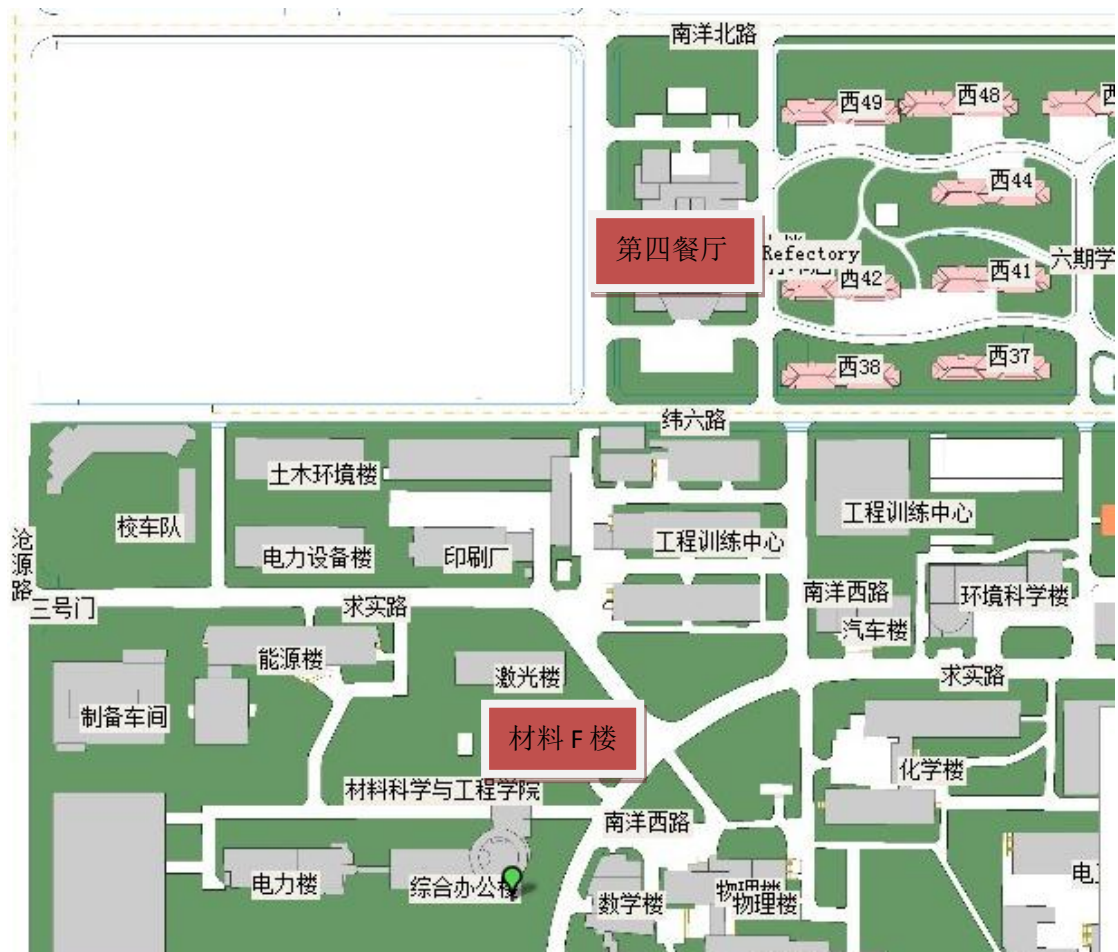 南洋北路
西49
西48
西
西44
第四餐厅
Refectory
西42
西41
六期学
西38
西37
纬六路
土木环境楼
校车队
工程训练中心
工程训练中心
电力设备楼
印刷厂
沧源路
三号门
求实路
南洋西路
环境科学楼
汽车楼
能源楼
激光楼
求实路
制备车间
材料 F 楼
化学楼
材料科学与工程学院
南洋西路
电力楼
综合办公楼
数学楼
物理楼
物理楼
电工